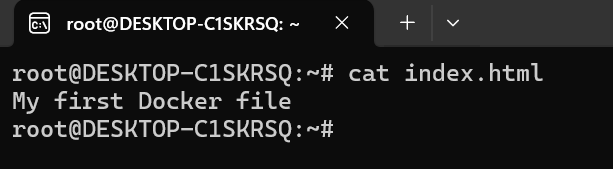 root@DESKTOP-C1SKRSQ: ~
root@DESKTOP-C1SKRSQ:~# cat index.html
My first Docker file
root@DESKTOP-C1SKRSQ:~#